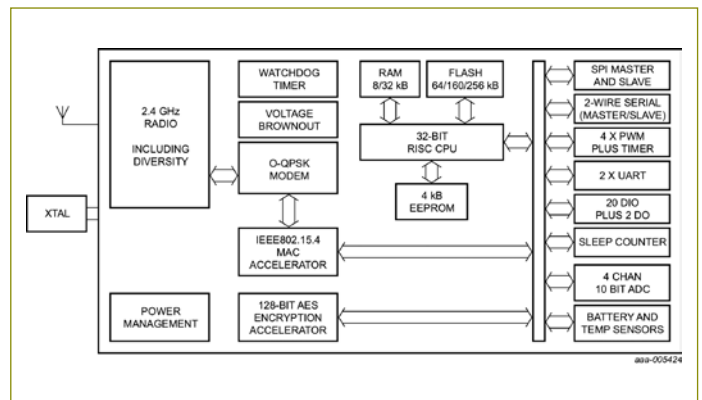 2.4 GHz
RADIO
INCLUDING
DIVERSITY
XTAL
POWER
MANAGEMENT
WATCHDOG
TIMER
VOLTAGE
BROWNOUT
O-QPSK
MODEM
IEEE802.15.4
MAC
ACCELERATOR
128-BIT AES
ENCRYPTION
ACCELERATOR
RAM
8/32 kB
FLASH
64/160/256 kB
32-BIT
RISC CPU
4 kB
EEPROM
SPI MASTER
AND SLAVE
2-WIRE SERIAL
(MASTER/SLAVE)
4 X PWM
PLUS TIMER
2 X UART
20 DIO
PLUS 2 DO
SLEEP COUNTER
4 CHAN
10 BIT ADC
BATTERY AND
TEMP SENSORS
aaa-005424